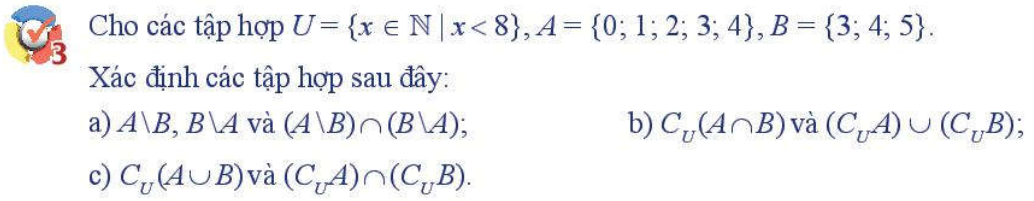 3
Cho các tập hợp U = {x ∈ ℕ | x < 8}, A = {0; 1; 2; 3; 4}, B = {3; 4; 5}.
Xác định các tập hợp sau đây:
a) A\B, B\A và (A\B)∩(B\A); b) C_U(A∩B) và (C_UA) ∪ (C_UB);
c) C_U(A∪B) và (C_UA)∩(C_UB).